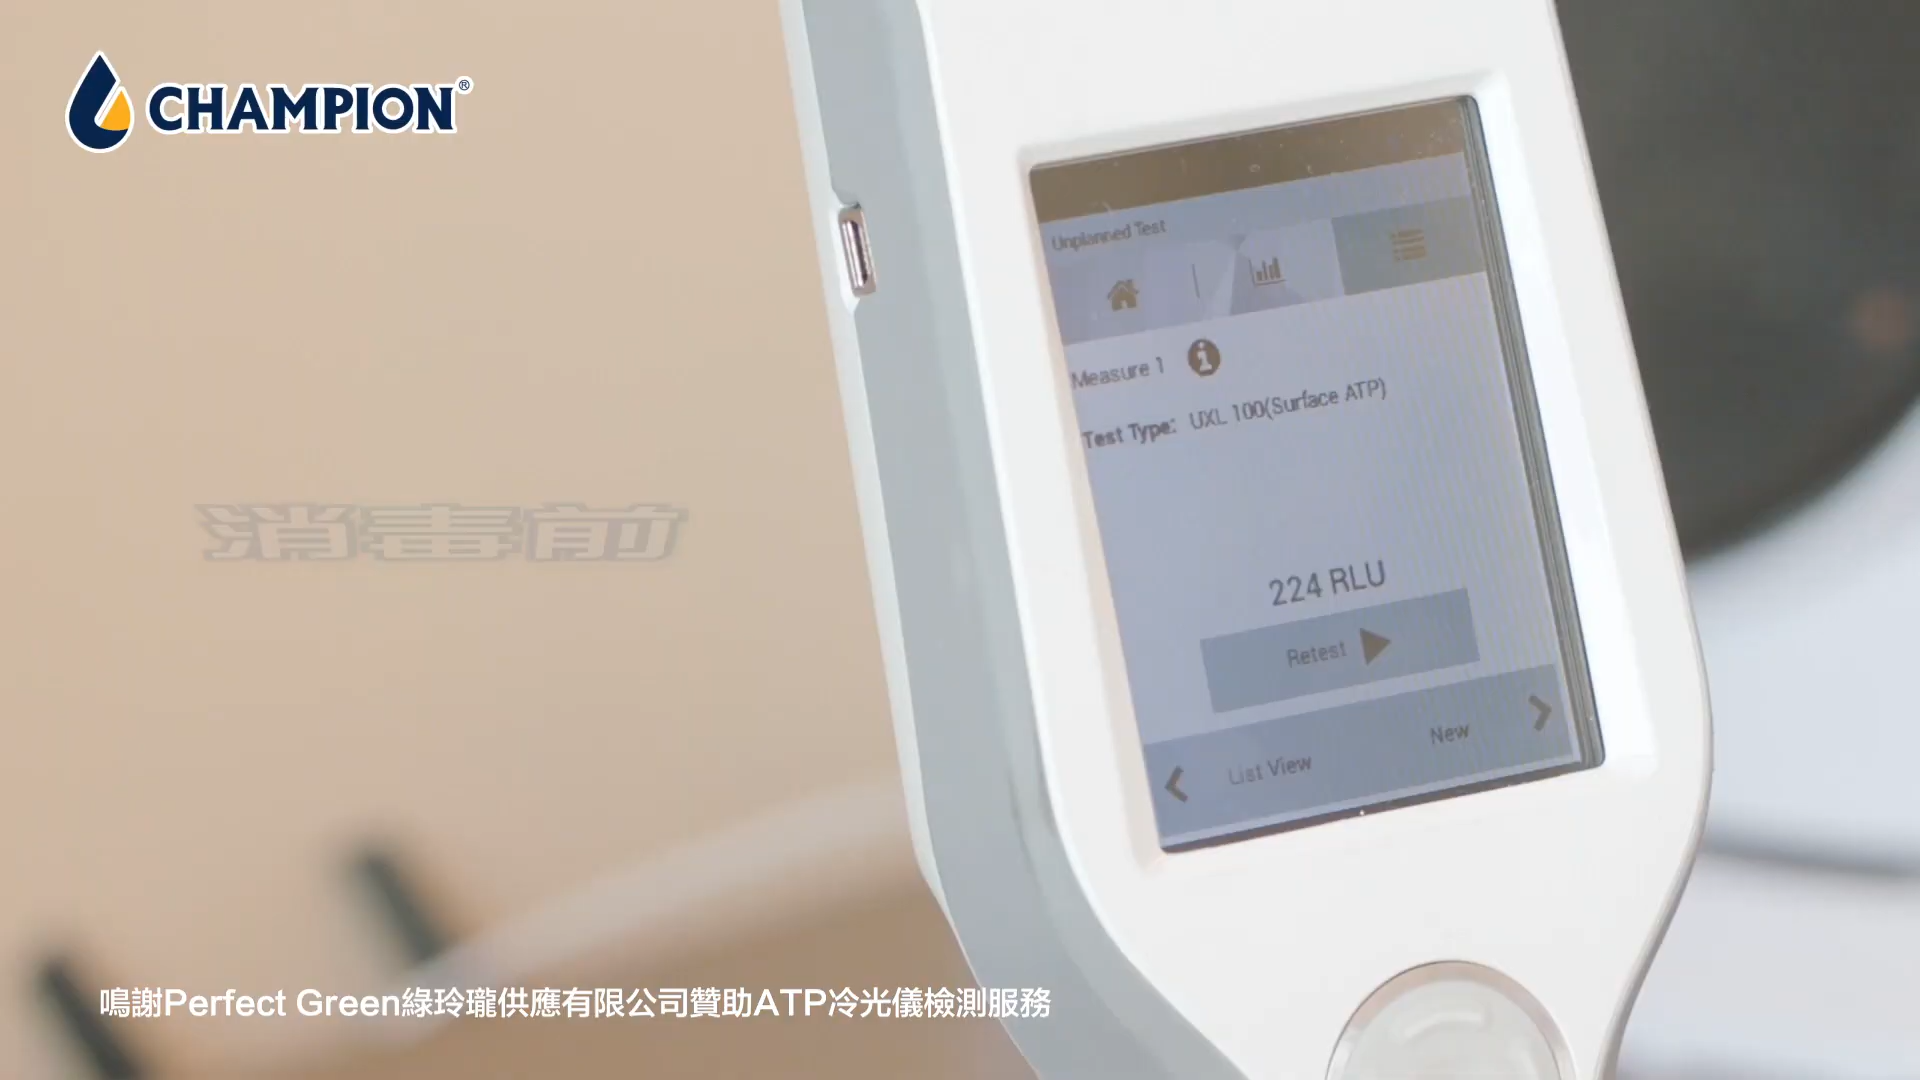 CHAMPION®
Unplanned Test
Measure 1
Test Type: UXL 100(Surface ATP)
消毒前
224 RLU
Retest
List View
New
鳴謝Perfect Green綠玲瓏供應有限公司贊助ATP冷光儀檢測服務